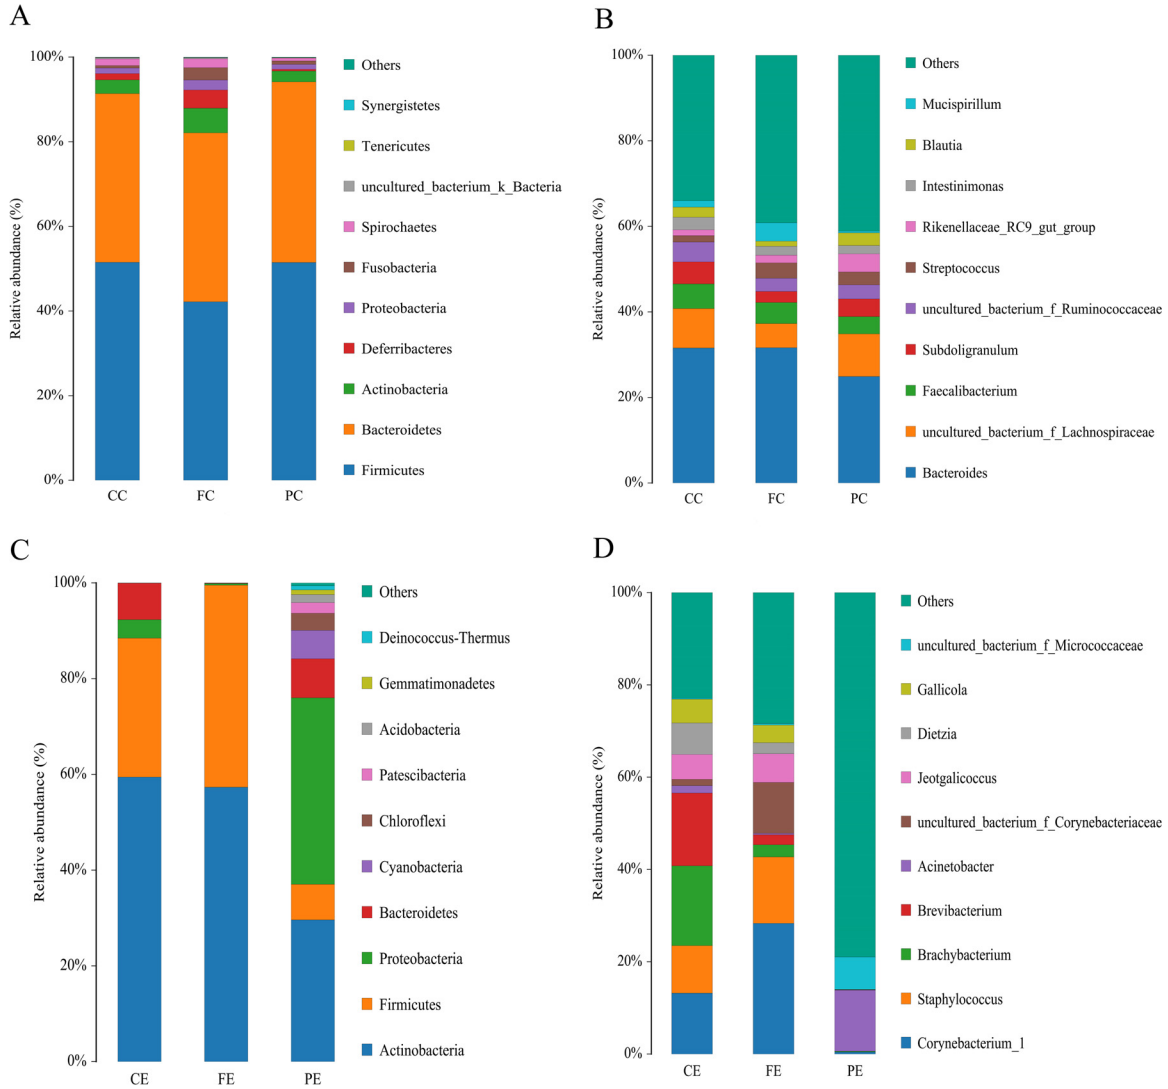 A
Relative abundance (%)
100%
80%
60%
40%
20%
0%
CC
FC
PC
Others
Synergistetes
Tenericutes
uncultured_bacterium_k_Bacteria
Spirochaetes
Fusobacteria
Proteobacteria
Deferribacteres
Actinobacteria
Bacteroidetes
Firmicutes
B
Relative abundance (%)
100%
80%
60%
40%
20%
0%
CC
FC
PC
Others
Mucispirillum
Blautia
Intestinimonas
Rikenellaceae_RC9_gut_group
Streptococcus
uncultured_bacterium_f_Ruminococcaceae
Subdoligranulum
Faecalibacterium
uncultured_bacterium_f_Lachnospiraceae
Bacteroides
C
Relative abundance (%)
100%
80%
60%
40%
20%
0%
CE
FE
PE
Others
Deinococcus-Thermus
Gemmatimonadetes
Acidobacteria
Patescibacteria
Chloroflexi
Cyanobacteria
Bacteroidetes
Proteobacteria
Firmicutes
Actinobacteria
D
Relative abundance (%)
100%
80%
60%
40%
20%
0%
CE
FE
PE
Others
uncultured_bacterium_f_Micrococcaceae
Gallicola
Dietzia
Jeotgalicoccus
uncultured_bacterium_f_Corynebacteriaceae
Acinetobacter
Brevibacterium
Brachybacterium
Staphylococcus
Corynebacterium_1